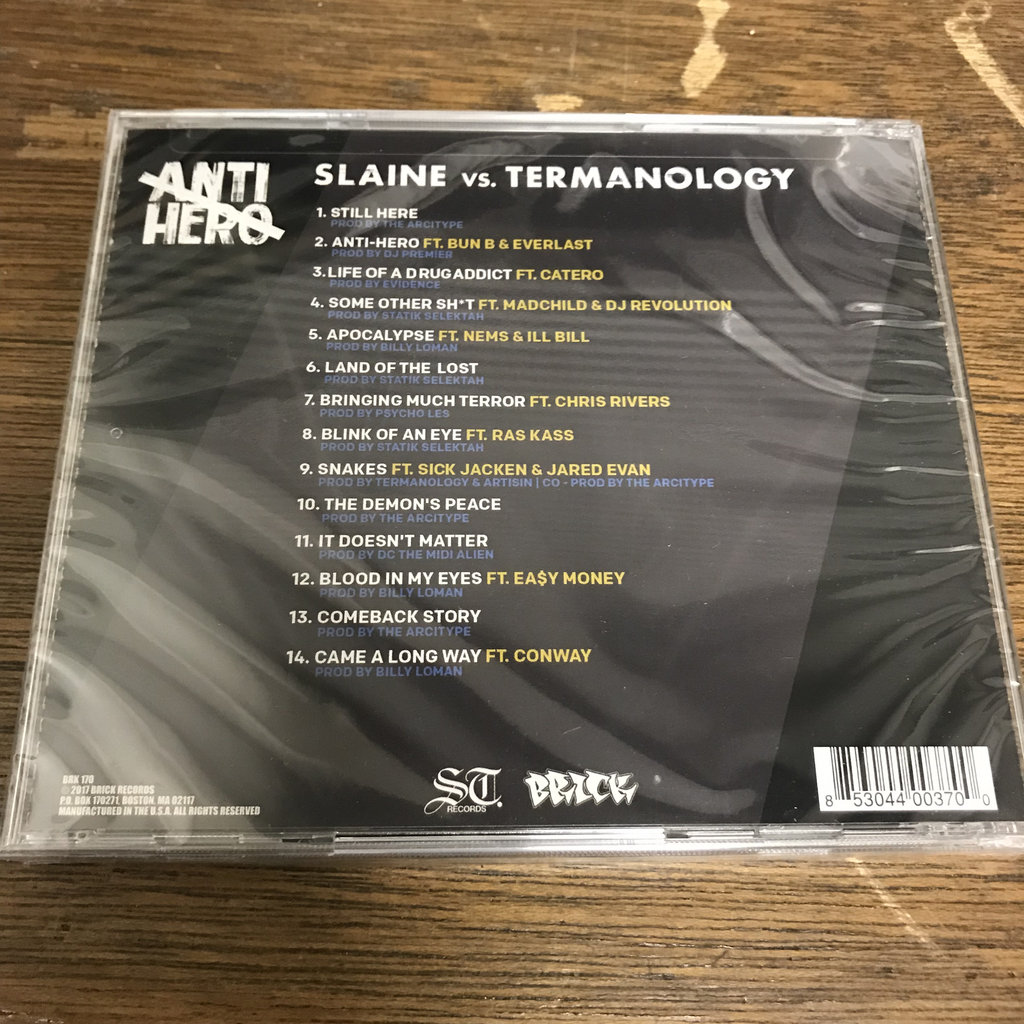 ANTI
HERO
SLAINE VS. TERMANOLOGY
1. STILL HERE
PROD BY THE ARCITYPE
2. ANTI-HERO FT. BUN B & EVERLAST
PROD BY DJ PREMIER
3. LIFE OF A DRUG ADDICT FT. CATERO
PROD BY EVIDENCE
4. SOME OTHER SH*T FT. MADCHILD & DJ REVOLUTION
PROD BY STATIK SELEKTAH
5. APOCALYPSE FT. NEMS & ILL BILL
PROD BY BILLY LOMAN
6. LAND OF THE LOST
PROD BY STATIK SELEKTAH
7. BRINGING MUCH TERROR FT. CHRIS RIVERS
PROD BY PSYCHO LES
8. BLINK OF AN EYE FT. RAS KASS
PROD BY STATIK SELEKTAH
9. SNAKES FT. SICK JACKEN & JARED EVAN
PROD BY TERMANOLOGY & ARTISIN | CO - PROD BY THE ARCITYPE
10. THE DEMON'S PEACE
PROD BY THE ARCITYPE
11. IT DOESN'T MATTER
PROD BY DC THE MIDI ALIEN
12. BLOOD IN MY EYES FT. EA$Y MONEY
PROD BY BILLY LOMAN
13. COMEBACK STORY
PROD BY THE ARCITYPE
14. CAME A LONG WAY FT. CONWAY
PROD BY BILLY LOMAN
BRK 170
© 2017 BRICK RECORDS
P.O. BOX 170271, BOSTON, MA 02117
MANUFACTURED IN THE U.S.A. ALL RIGHTS RESERVED
ST.
RECORDS
BRICK
8 53044 00370 0